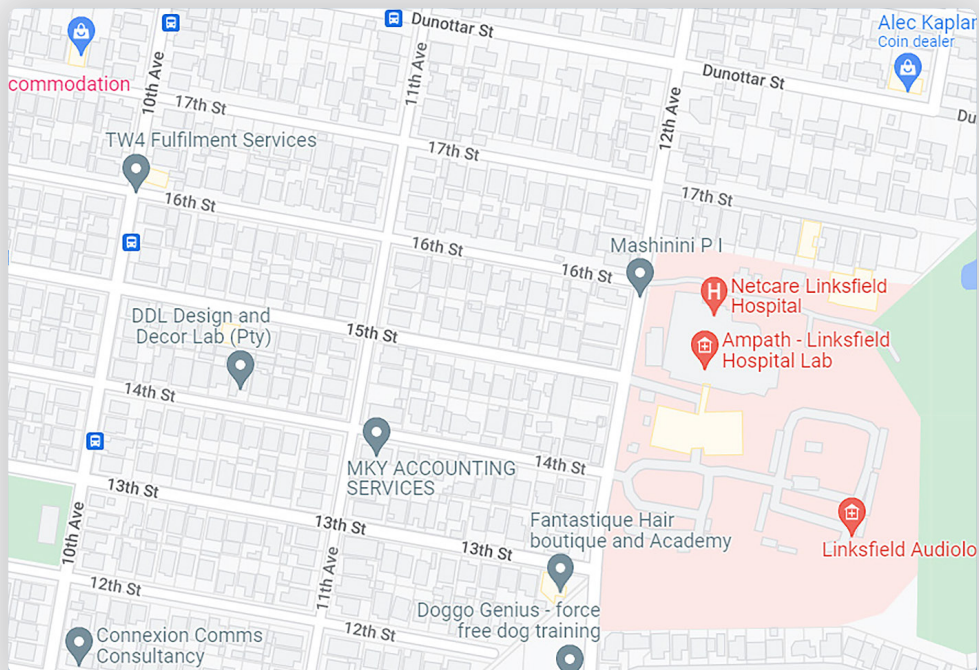 Dunottar St
Alec Kaplar
Coin dealer
commodation
10th Ave
11th Ave
Dunottar St
12th Ave
Du
17th St
TW4 Fulfilment Services
17th St
17th St
16th St
16th St
Mashinini P I
16th St
Netcare Linksfield
Hospital
H
DDL Design and
Decor Lab (Pty)
15th St
Ampath - Linksfield
Hospital Lab
14th St
MKY ACCOUNTING
SERVICES
14th St
13th St
13th St
Fantastique Hair
boutique and Academy
13th St
Linksfield Audiolo
10th Ave
11th Ave
12th St
Doggo Genius - force
free dog training
12th St
Connexion Comms
Consultancy